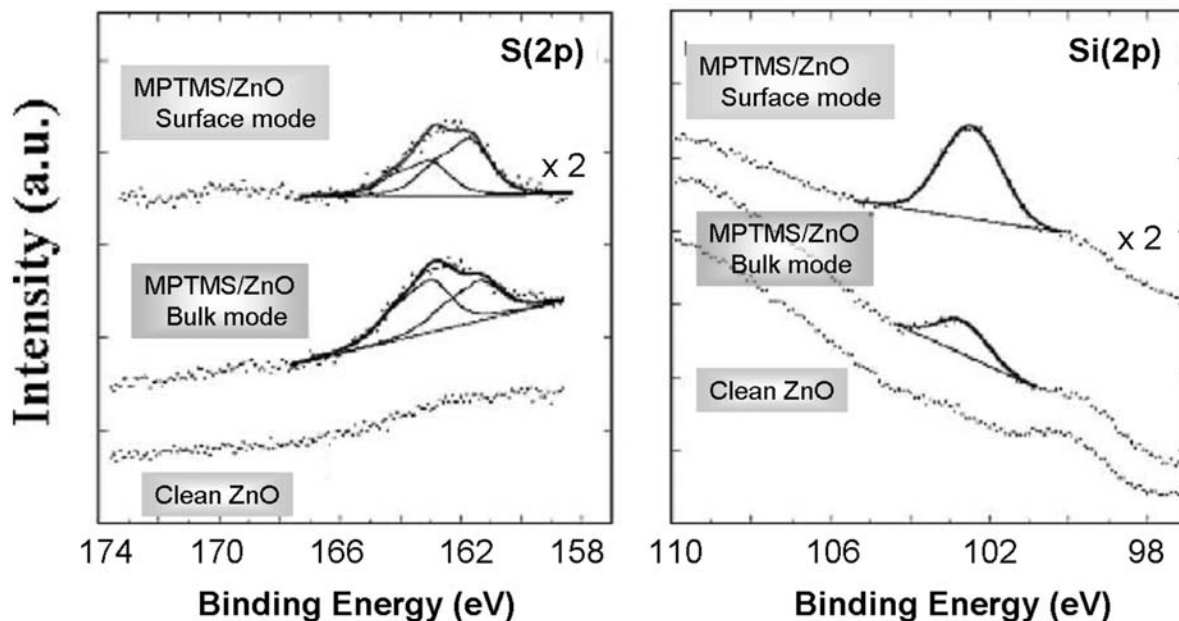 S(2p)
MPTMS/ZnO
Surface mode
x 2
MPTMS/ZnO
Bulk mode
Clean ZnO
174 170 166 162 158
Binding Energy (eV)
Intensity (a.u.)
Si(2p)
MPTMS/ZnO
Surface mode
x 2
MPTMS/ZnO
Bulk mode
Clean ZnO
110 106 102 98
Binding Energy (eV)